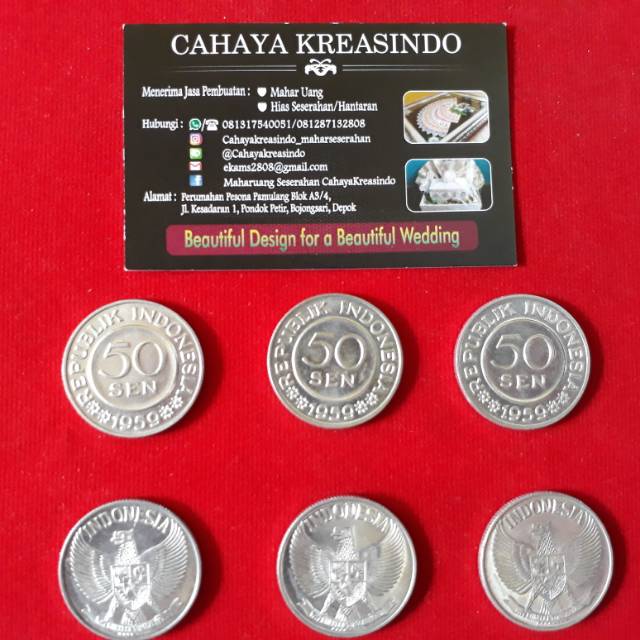 CAHAYA KREASINDO
Menerima Jasa Pembuatan : Mahar Uang
Hias Seserahan/Hantaran
Hubungi : 081317540051/081287132808
Cahayakreasindo_maharseserahan
@Cahayakreasindo
ekams2808@gmail.com
Maharuang Seserahan CahayaKreasindo
Alamat : Perumahan Pesona Pamulang Blok A3/4,
Jl. Kesadaran 1, Pondok Petir, Bojongsari, Depok
Beautiful Design for a Beautiful Wedding
REPUBLIK INDONESIA
50
SEN
1959
REPUBLIK INDONESIA
50
SEN
1959
REPUBLIK INDONESIA
50
SEN
1959
INDONESIA
INDONESIA
INDONESIA